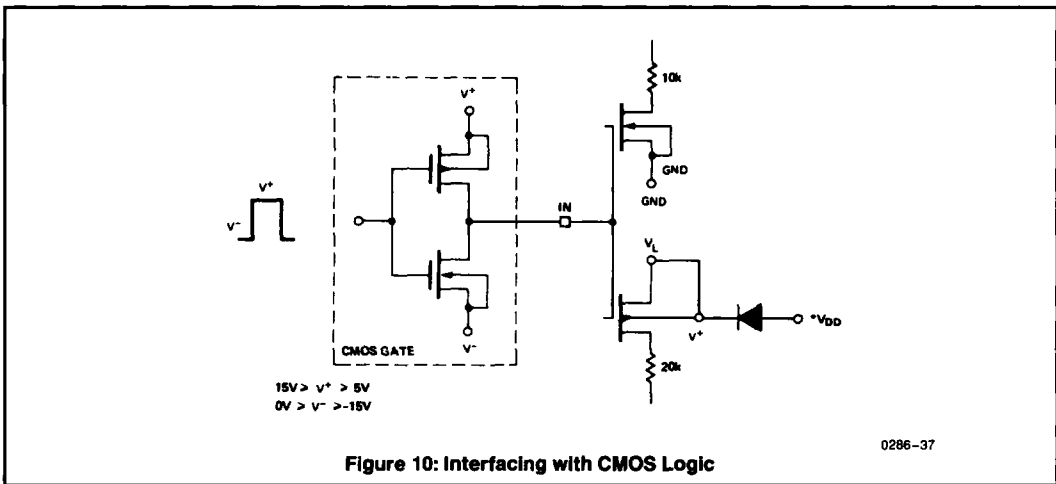 10k
V+
V+
GND
GND
V-
IN
VL
V+
*VDD
V-
CMOS GATE
20k
15V > V+ > 5V
0V > V- >-15V
0286-37
Figure 10: Interfacing with CMOS Logic